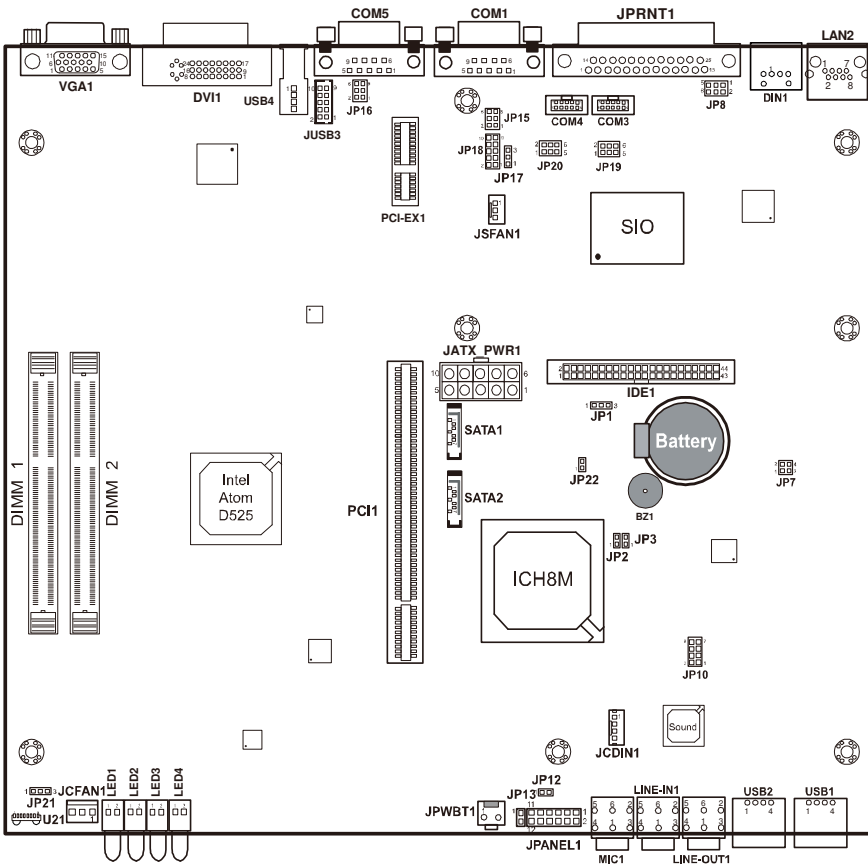 COM5
COM1
JPRNT1
LAN2
VGA1
DVI1
USB4
JUSB3
JP16
JP15
COM4
COM3
JP8
DIN1
JP18
JP17
JP20
JP19
PCI-EX1
JSFAN1
SIO
JATX_PWR1
IDE1
SATA1
JP1
Battery
DIMM 1
DIMM 2
Intel
Atom
D525
PCI1
SATA2
JP22
BZ1
JP7
JP2
JP3
ICH8M
JP10
JCDIN1
Sound
JP21
U21
JCFAN1
LED1
LED2
LED3
LED4
JPWBT1
JP13
JP12
JPANEL1
LINE-IN1
MIC1
LINE-OUT1
USB2
USB1